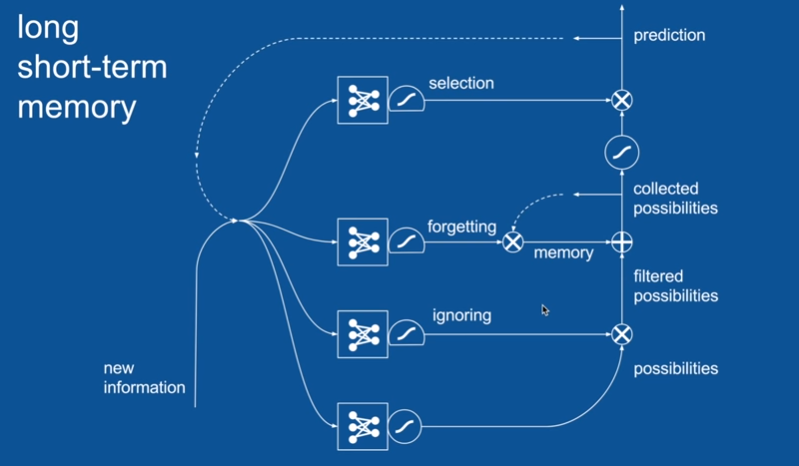 long
short-term
memory
prediction
selection
collected
possibilities
forgetting
memory
filtered
possibilities
ignoring
new
information
possibilities